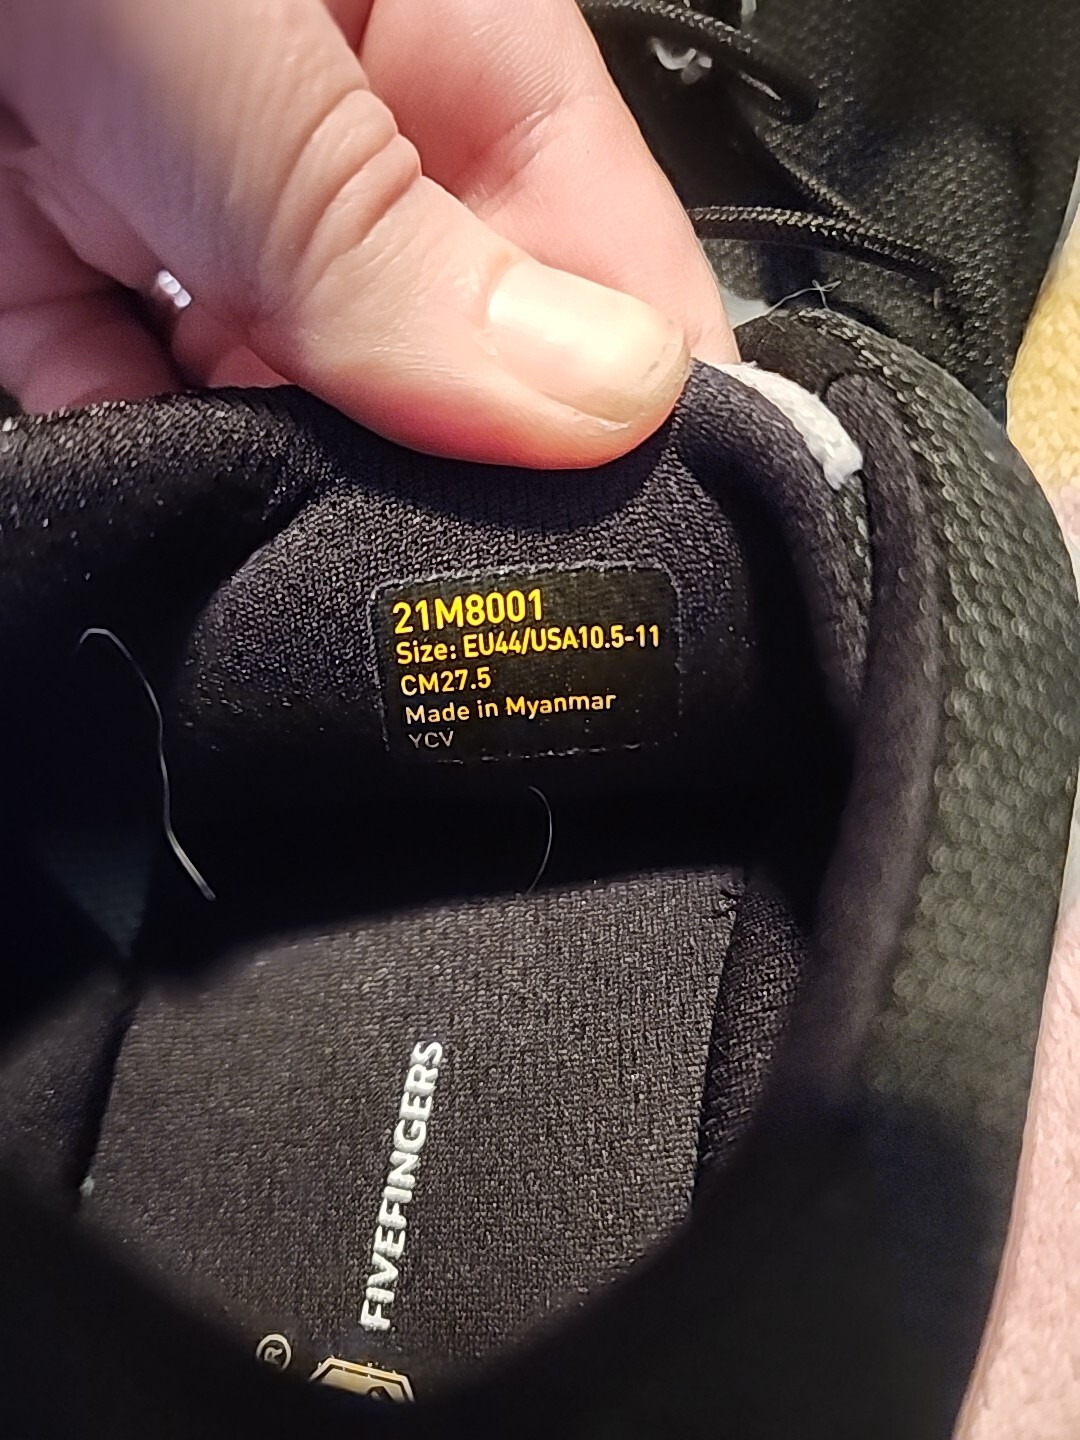 21M8001
Size: EU44/USA10.5-11
CM27.5
Made in Myanmar
YCV
FIVEFINGERS
®